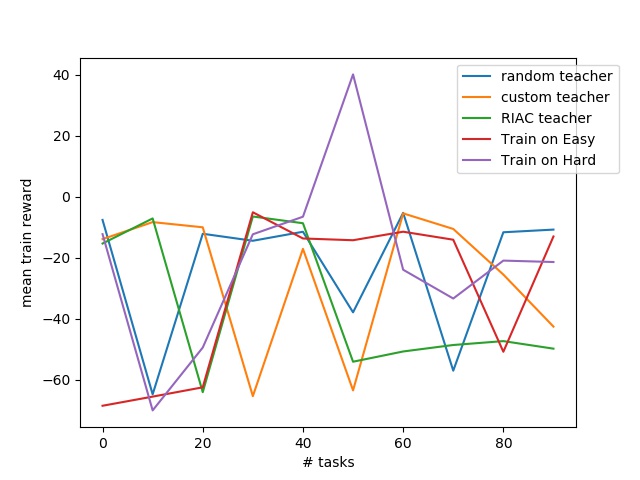 random teacher
custom teacher
RIAC teacher
Train on Easy
Train on Hard
mean train reward
40
20
0
−20
−40
−60
0 20 40 60 80
# tasks